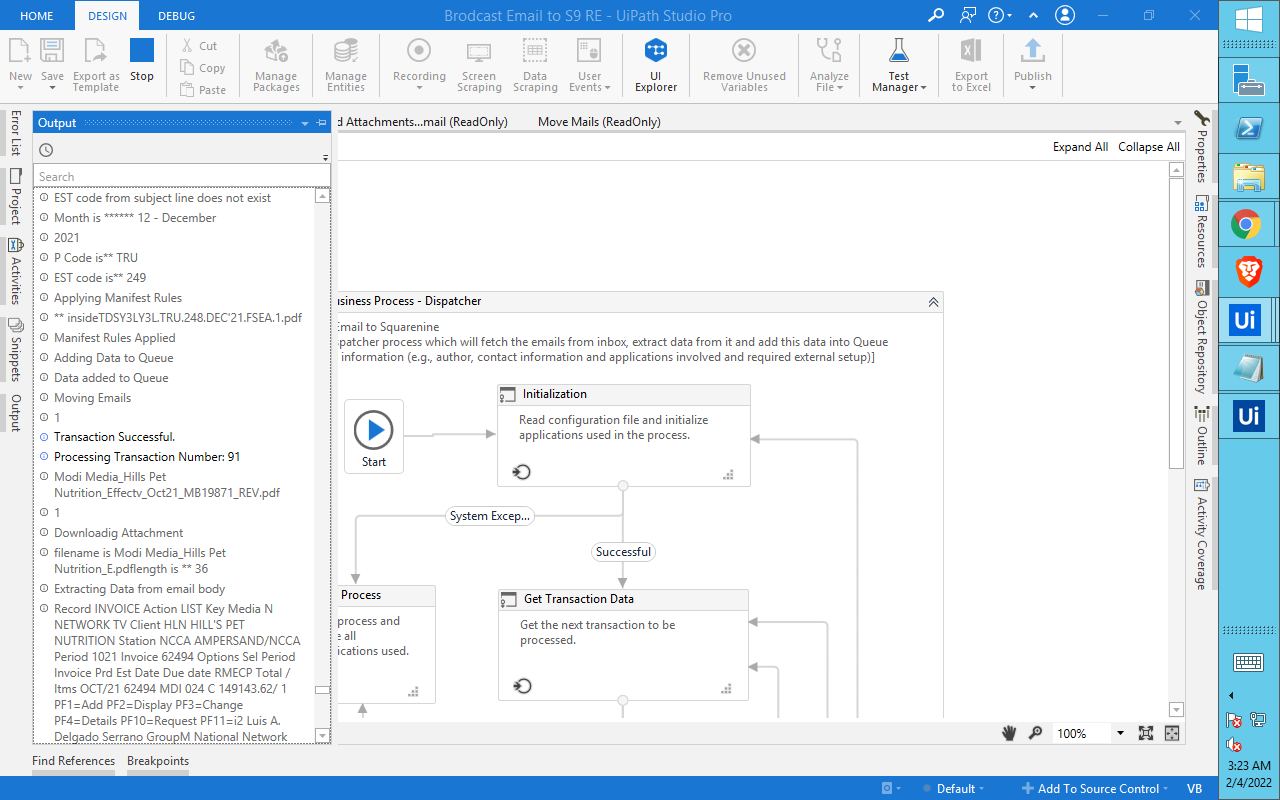 HOME
DESIGN
DEBUG
Brodcast Email to S9 RE - UiPath Studio Pro
New
Save
Export as
Template
Stop
Cut
Copy
Paste
Manage
Packages
Manage
Entities
Recording
Screen
Scraping
Data
Scraping
User
Events
UI
Explorer
Remove Unused
Variables
Analyze
File
Test
Manager
Export
to Excel
Publish
Error List
Project
Activities
Snippets
Output
Output
Search
EST code from subject line does not exist
Month is ****** 12 - December
2021
P Code is** TRU
EST code is** 249
Applying Manifest Rules
** insideTDSY3LY3L.TRU.248.DEC'21.FSEA.1.pdf
Manifest Rules Applied
Adding Data to Queue
Data added to Queue
Moving Emails
1
Transaction Successful.
Processing Transaction Number: 91
Modi Media_Hills Pet
Nutrition_Effectv_Oct21_MB19871_REV.pdf
1
Downloadig Attachment
filename is Modi Media_Hills Pet
Nutrition_E.pdflength is ** 36
Extracting Data from email body
Record INVOICE Action LIST Key Media N
NETWORK TV Client HLN HILL'S PET
NUTRITION Station NCCA AMPERSAND/NCCA
Period 1021 Invoice 62494 Options Sel Period
Invoice Prd Est Date Due date RMECP Total /
Itms OCT/21 62494 MDI 024 C 149143.62/ 1
PF1=Add PF2=Display PF3=Change
PF4=Details PF10=Request PF11=i2 Luis A.
Delgado Serrano GroupM National Network
Find References
Breakpoints
d Attachments...mail (ReadOnly)
Move Mails (ReadOnly)
Expand All
Collapse All
usiness Process - Dispatcher
Email to Squarenine
spatcher process which will fetch the emails from inbox, extract data from it and add this data into Queue
information (e.g., author, contact information and applications involved and required external setup)]
Start
Initialization
Read configuration file and initialize
applications used in the process.
System Excep...
Successful
Process
process and
e all
ications used.
Get Transaction Data
Get the next transaction to be
processed.
100%
Properties
Resources
Object Repository
Outline
Activity Coverage
Default
Add To Source Control
VB
Ui
Ui
3:23 AM
2/4/2022